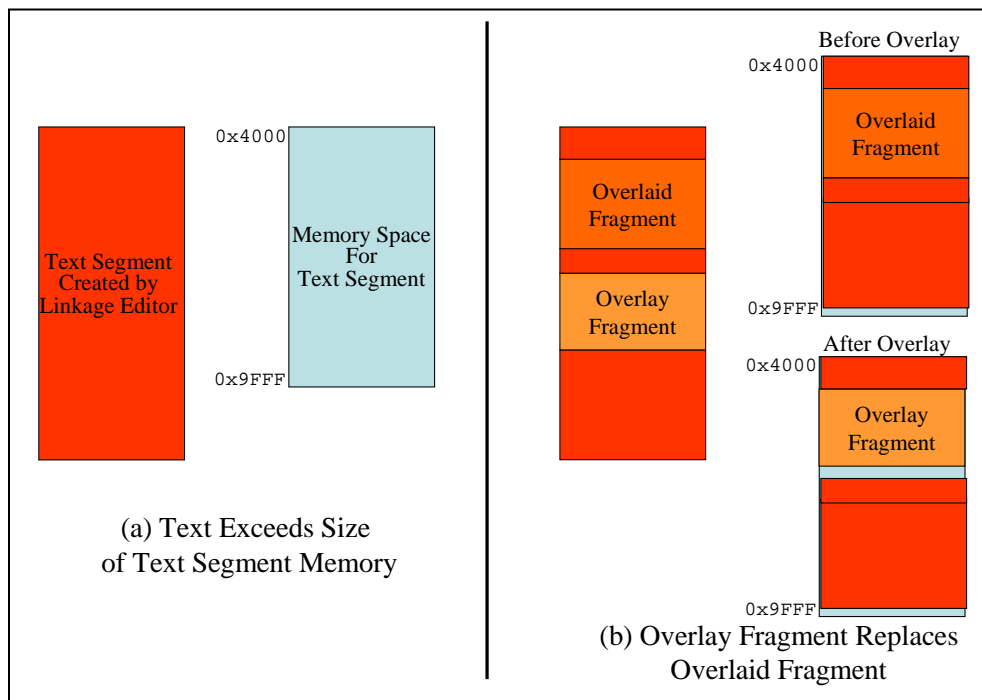 Text Segment
Created by
Linkage Editor
0x4000
Memory Space
For
Text Segment
0x9FFF
(a) Text Exceeds Size
of Text Segment Memory
Overlaid
Fragment
Overlay
Fragment
Before Overlay
0x4000
Overlaid
Fragment
0x9FFF
After Overlay
0x4000
Overlay
Fragment
0x9FFF
(b) Overlay Fragment Replaces
Overlaid Fragment